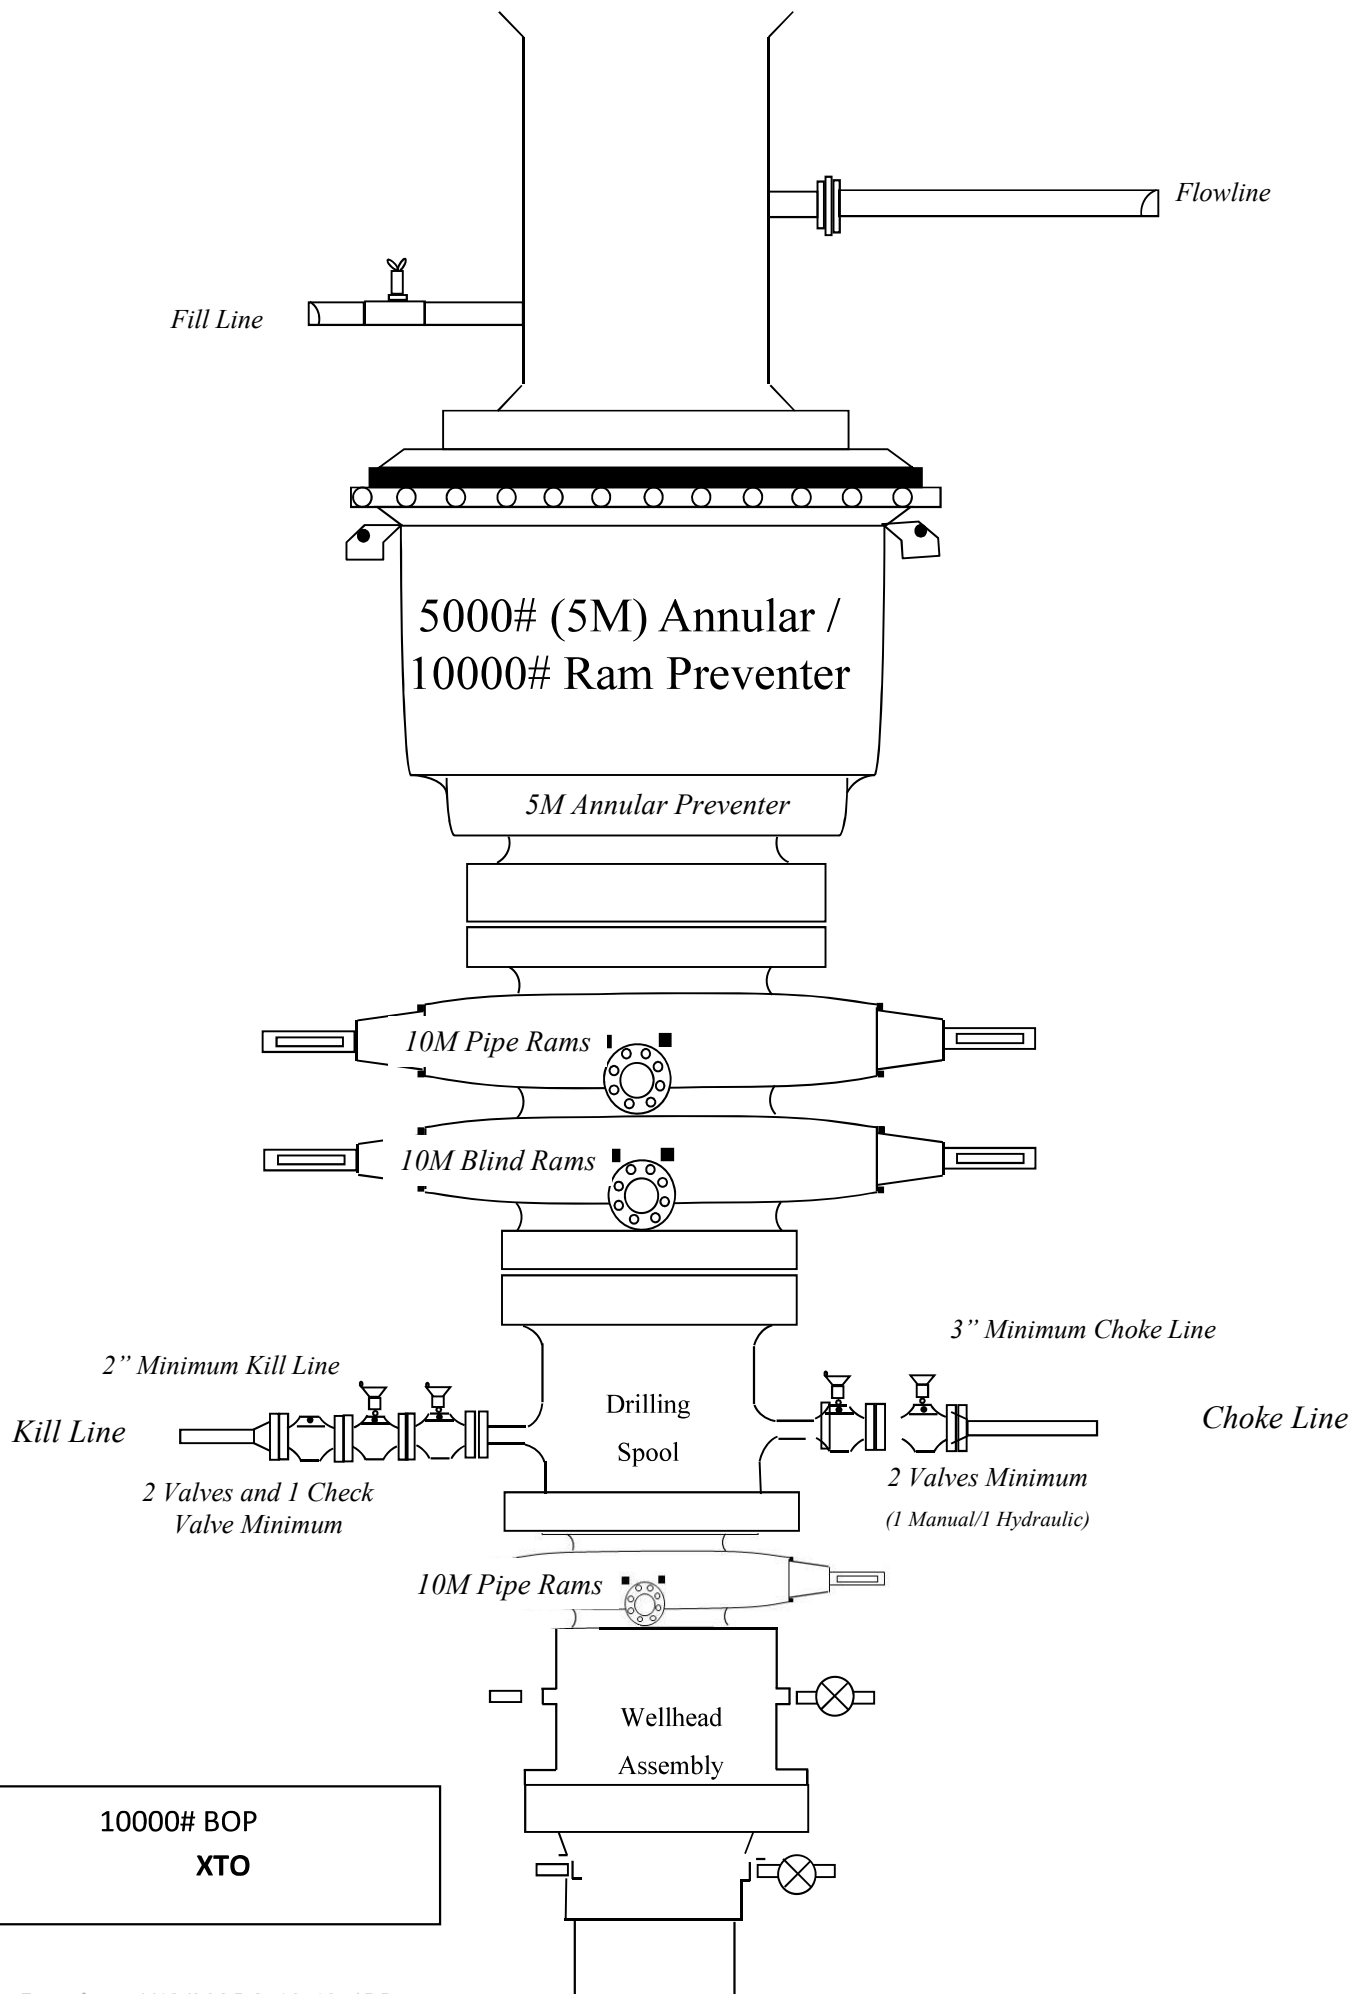 Flowline
Fill Line
5000# (5M) Annular /
10000# Ram Preventer
5M Annular Preventer
10M Pipe Rams
10M Blind Rams
3” Minimum Choke Line
2” Minimum Kill Line
Drilling
Spool
Kill Line
Choke Line
2 Valves and 1 Check
Valve Minimum
2 Valves Minimum
(1 Manual/1 Hydraulic)
10M Pipe Rams
Wellhead
Assembly
10000# BOP
XTO